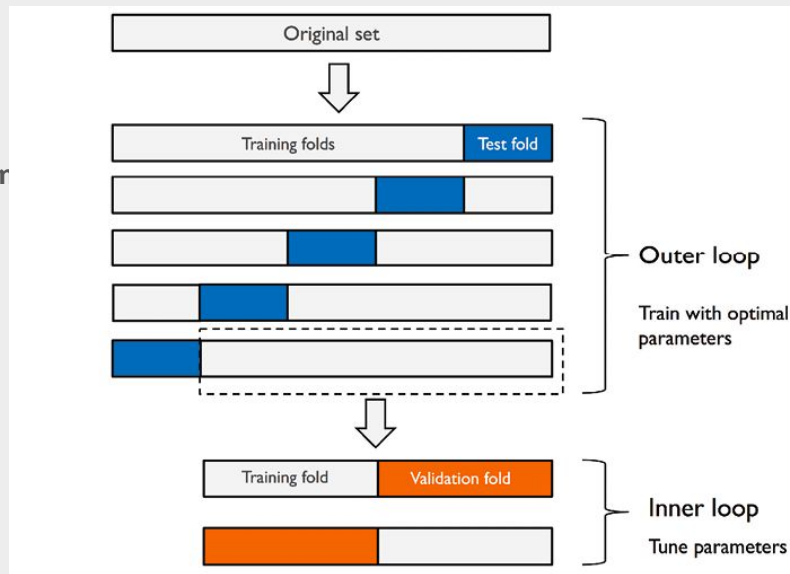 Original set
Training folds
Test fold
Outer loop
Train with optimal
parameters
Training fold
Validation fold
Inner loop
Tune parameters